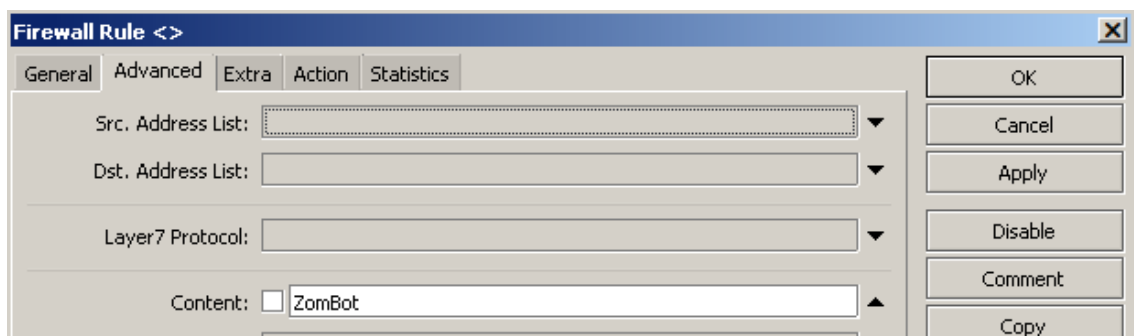 Firewall Rule <>
General Advanced Extra Action Statistics
OK
Src. Address List:
Cancel
Dst. Address List:
Apply
Layer7 Protocol:
Disable
Comment
Content: ZomBot
Copy